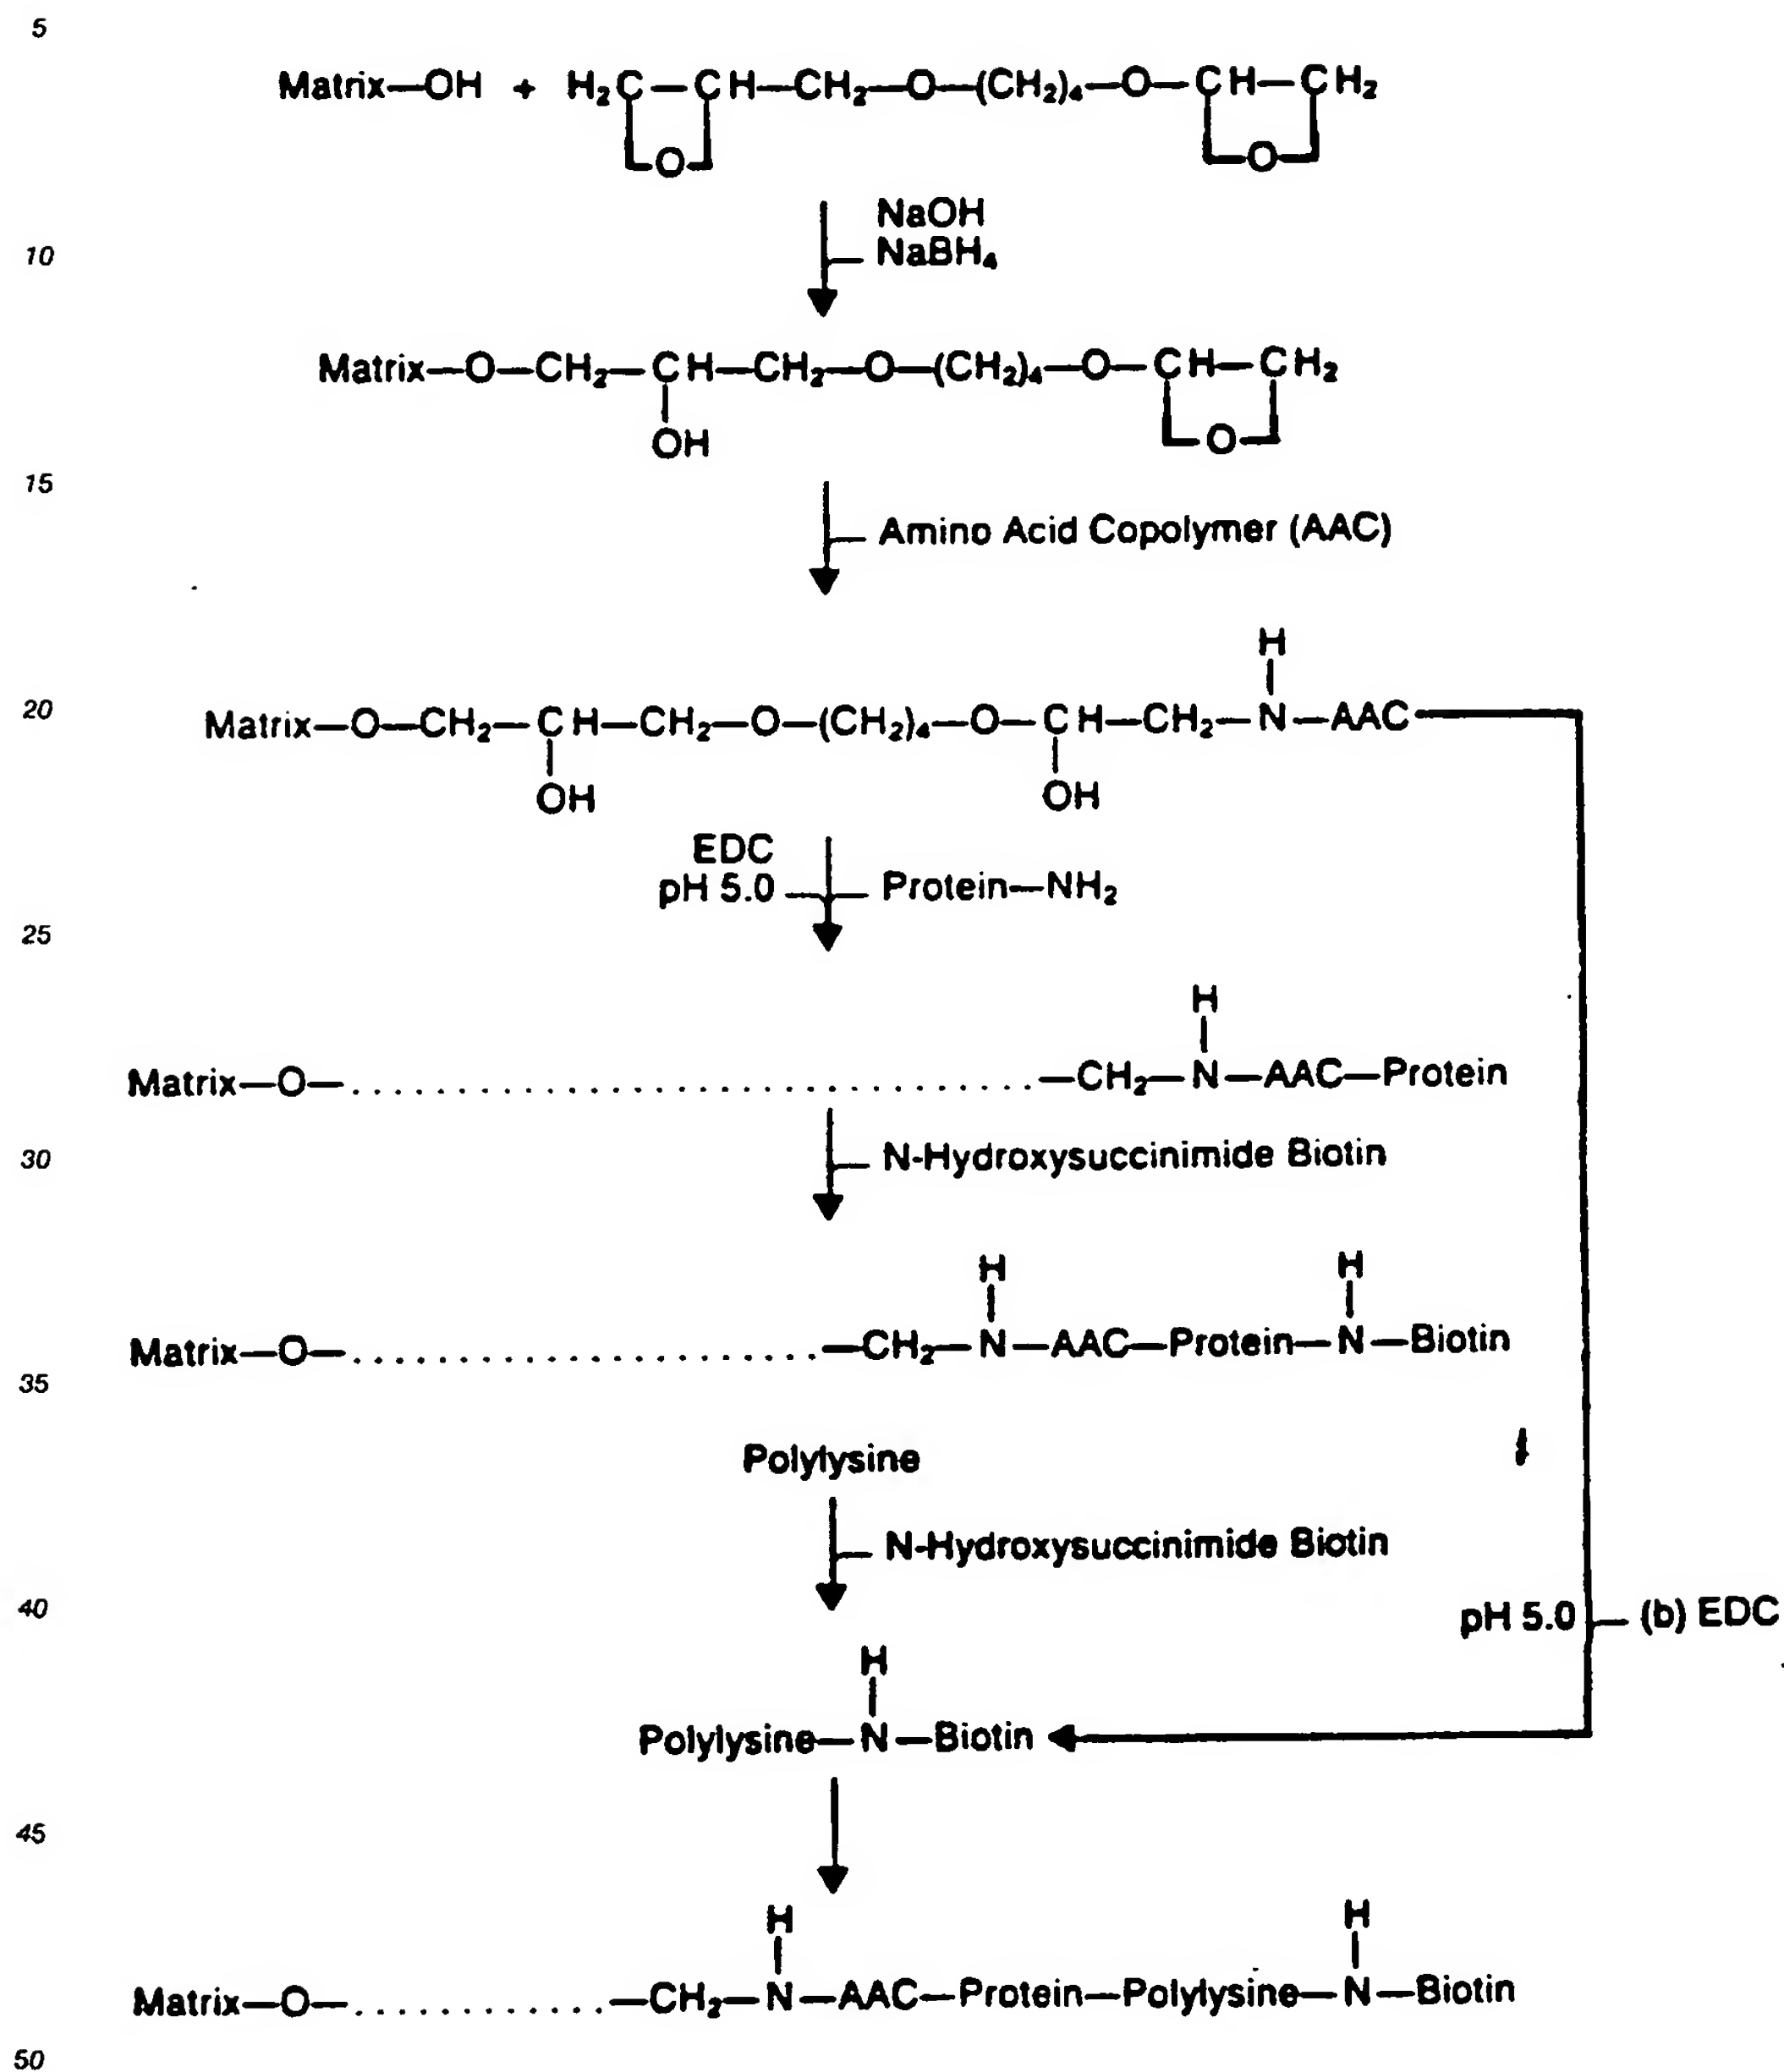 5
Matrix—OH + H₂C—CH—CH₂—O—(CH₂)₄—O—CH—CH₂
O O
NaOH
10 NaBH₄
Matrix—O—CH₂—CH—CH₂—O—(CH₂)₄—O—CH—CH₂
OH O
15
Amino Acid Copolymer (AAC)
H
20 Matrix—O—CH₂—CH—CH₂—O—(CH₂)₄—O—CH—CH₂—N—AAC
OH OH
EDC
pH 5.0 Protein—NH₂
25
H
Matrix—O—....................................—CH₂—N—AAC—Protein
30 N-Hydroxysuccinimide Biotin
H H
Matrix—O—.........................—CH₂—N—AAC—Protein—N—Biotin
35
Polylysine
N-Hydroxysuccinimide Biotin
40 pH 5.0 (b) EDC
H
Polylysine—N—Biotin
45
H H
Matrix—O—.............—CH₂—N—AAC—Protein—Polylysine—N—Biotin
50